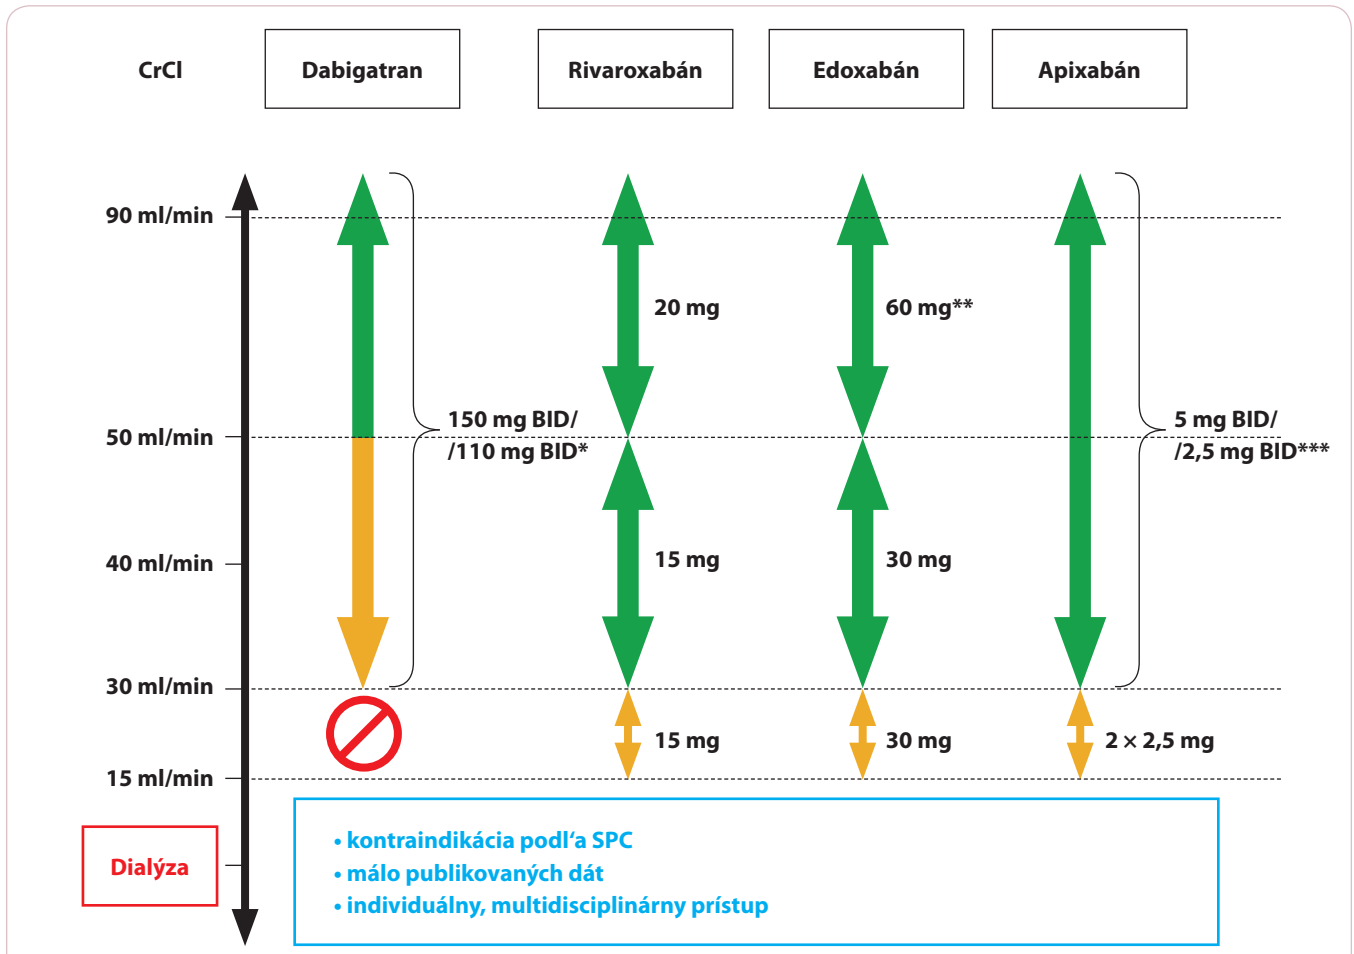 CrCl
Dabigatran
Rivaroxabán
Edoxabán
Apixabán
90 ml/min
20 mg
60 mg**
150 mg BID/
/110 mg BID*
5 mg BID/
/2,5 mg BID***
50 ml/min
40 ml/min
15 mg
30 mg
30 ml/min
15 mg
30 mg
2 × 2,5 mg
15 ml/min
Dialýza
• kontraindikácia podľa SPC
• málo publikovaných dát
• individuálny, multidisciplinárny prístup